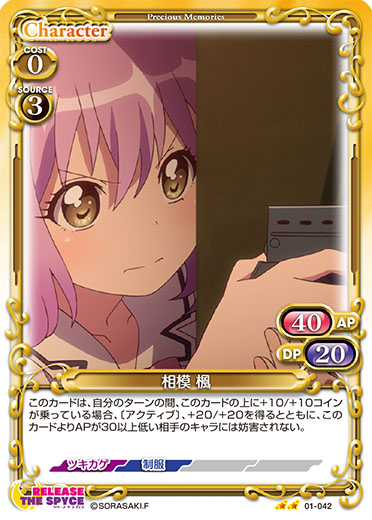 Precious Memories
Character
COST
0
SOURCE
3
40 AP
DP 20
相模 楓
このカードは、自分のターンの間、このカードの上に+10/+10コイン
が乗っている場合、〔アクティブ〕、+20/+20を得るとともに、この
カードよりAPが30以上低い相手のキャラには妨害されない。
ツキカゲ 制服
RELEASE
THE SPYCE
©SORASAKI.F
01-042